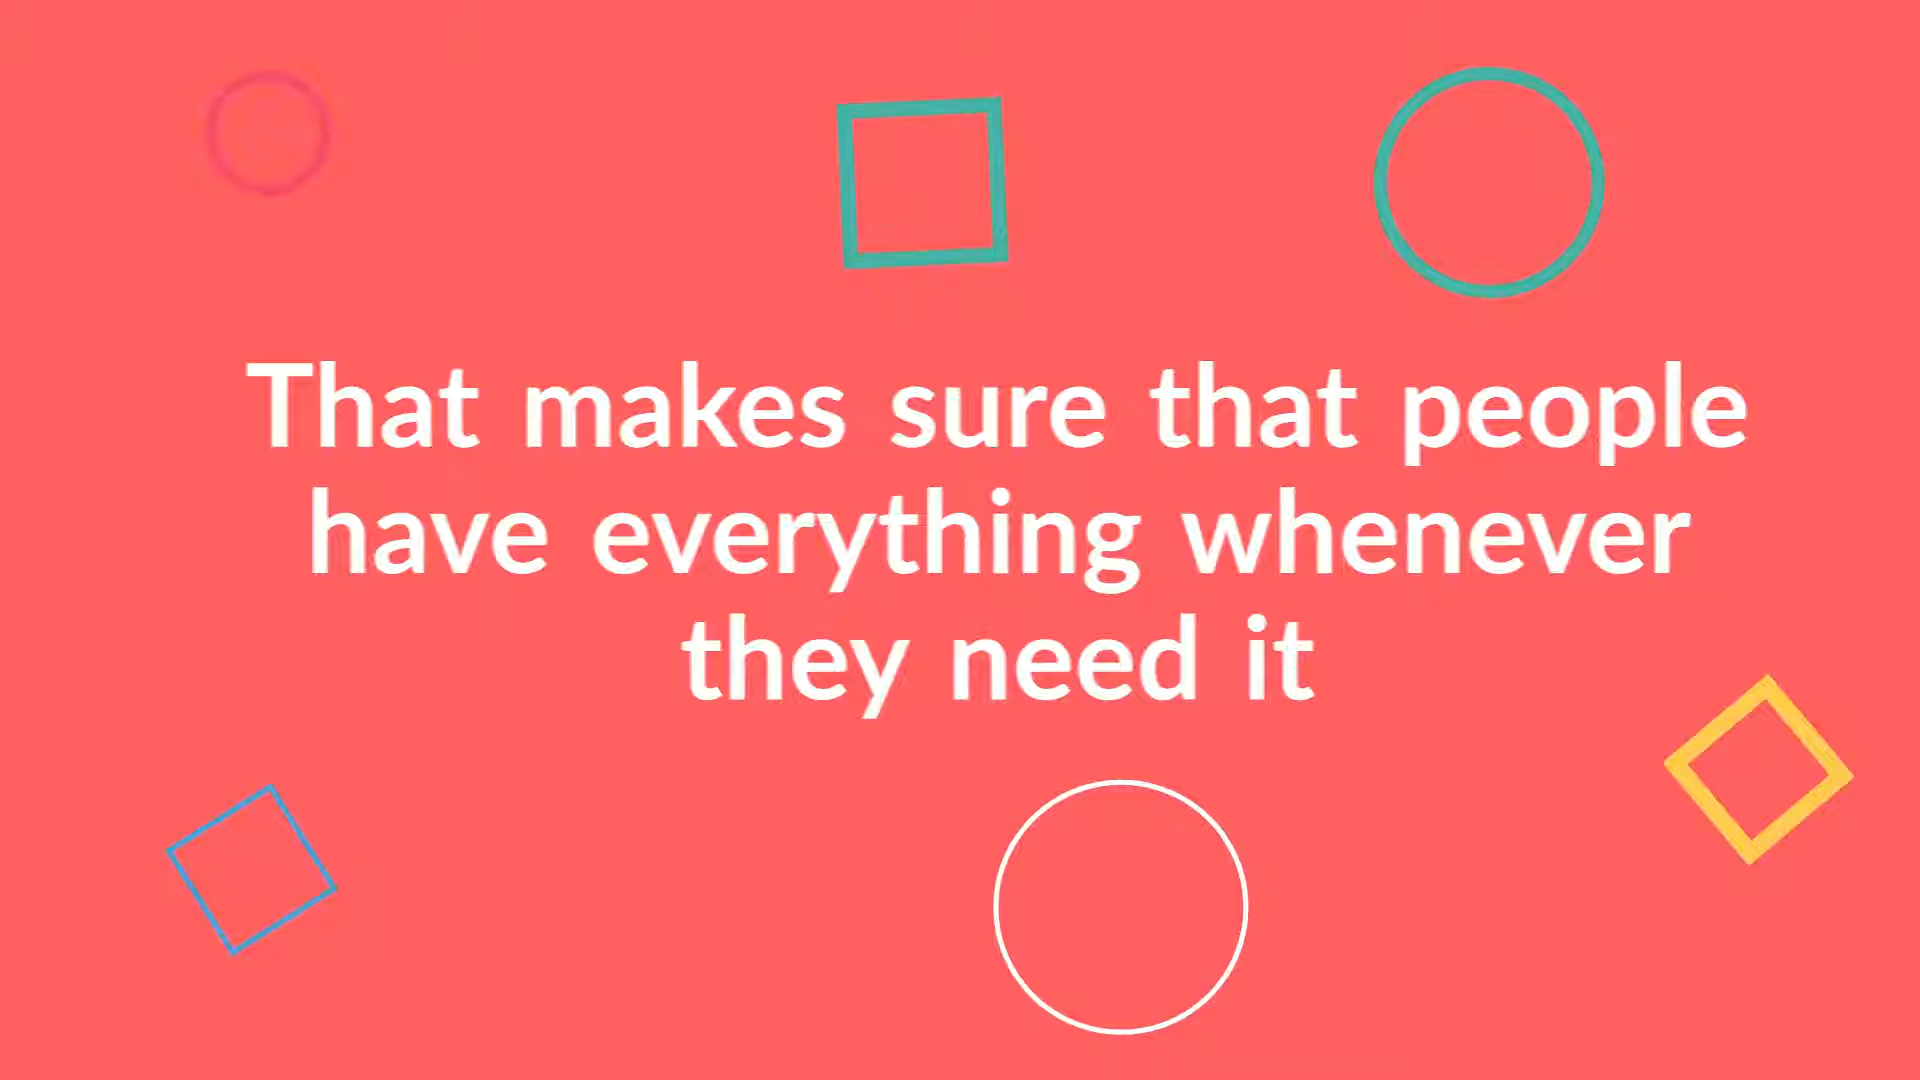 That makes sure that people
have everything whenever
they need it